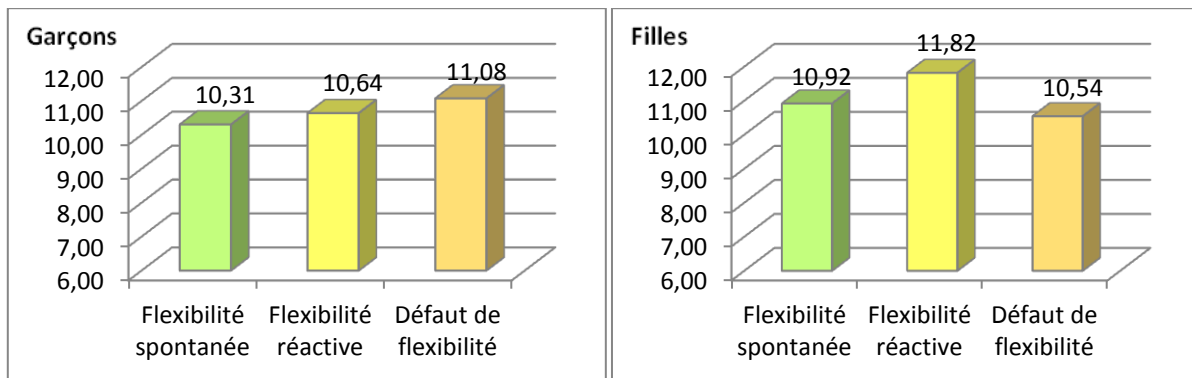 Garçons
12,00
11,00
10,00
9,00
8,00
7,00
6,00
10,31
10,64
11,08
Flexibilité
spontanée
Flexibilité
réactive
Défaut de
flexibilité
Filles
12,00
11,00
10,00
9,00
8,00
7,00
6,00
10,92
11,82
10,54
Flexibilité
spontanée
Flexibilité
réactive
Défaut de
flexibilité